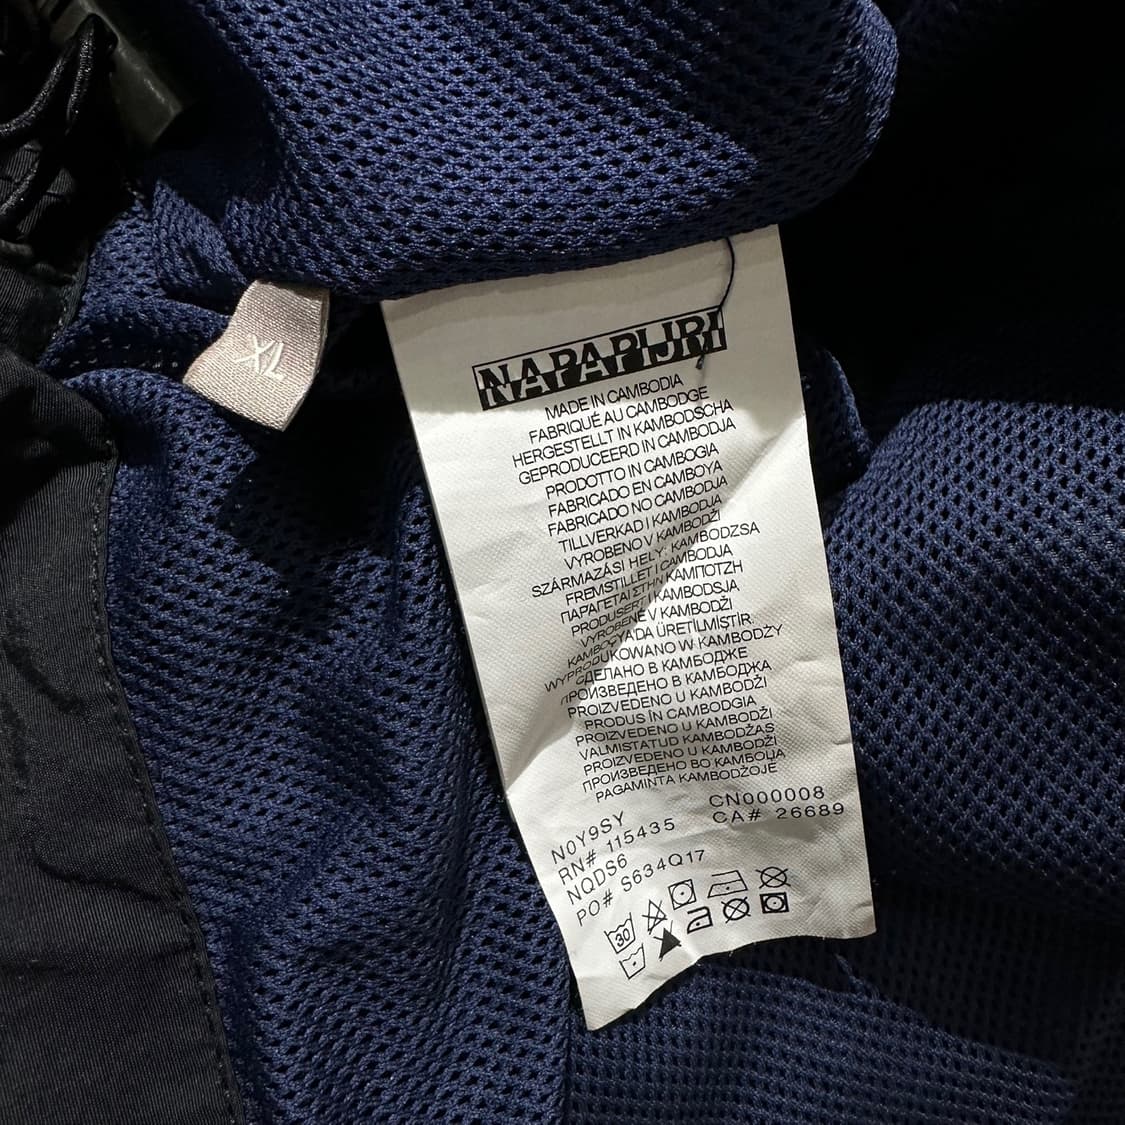 XL
NAPAPIJRI
MADE IN CAMBODIA
FABRIQUÉ AU CAMBODGE
HERGESTELLT IN KAMBODSCHA
GEPRODUCEERD IN CAMBODJA
PRODOTTO IN CAMBOGIA
FABRICADO EN CAMBOYA
FABRICADO NO CAMBODJA
TILLVERKAD I KAMBODJA
VYROBENO V KAMBODŽI
SZÁRMAZÁSI HELY: KAMBODZSA
FREMSTILLET I CAMBODJA
ΠΑΡΑΓΕΤΑΙ ΣΤΗΝ ΚΑΜΠΟΤΖΗ
PRODUSERT I KAMBODSJA
VYROBENÉ V KAMBODŽI
KAMBOÇYA'DA ÜRETİLMİŞTİR.
WYPRODUKOWANO W KAMBODŻY
СДЕЛАНО В КАМБОДЖЕ
ПРОИЗВЕДЕНО В КАМБОДЖА
PROIZVEDENO U KAMBODŽI
PRODUS ÎN CAMBODGIA
PROIZVEDENO U KAMBODŽI
VALMISTATUD KAMBODŽAS
PROIZVEDENO U KAMBODŽI
ПРОИЗВЕДЕНО ВО КАМБОЏА
PAGAMINTA KAMBODŽOJE
N0Y9SY CN000008
RN# 115435 CA# 26689
NQDS6
PO# S634Q17
30